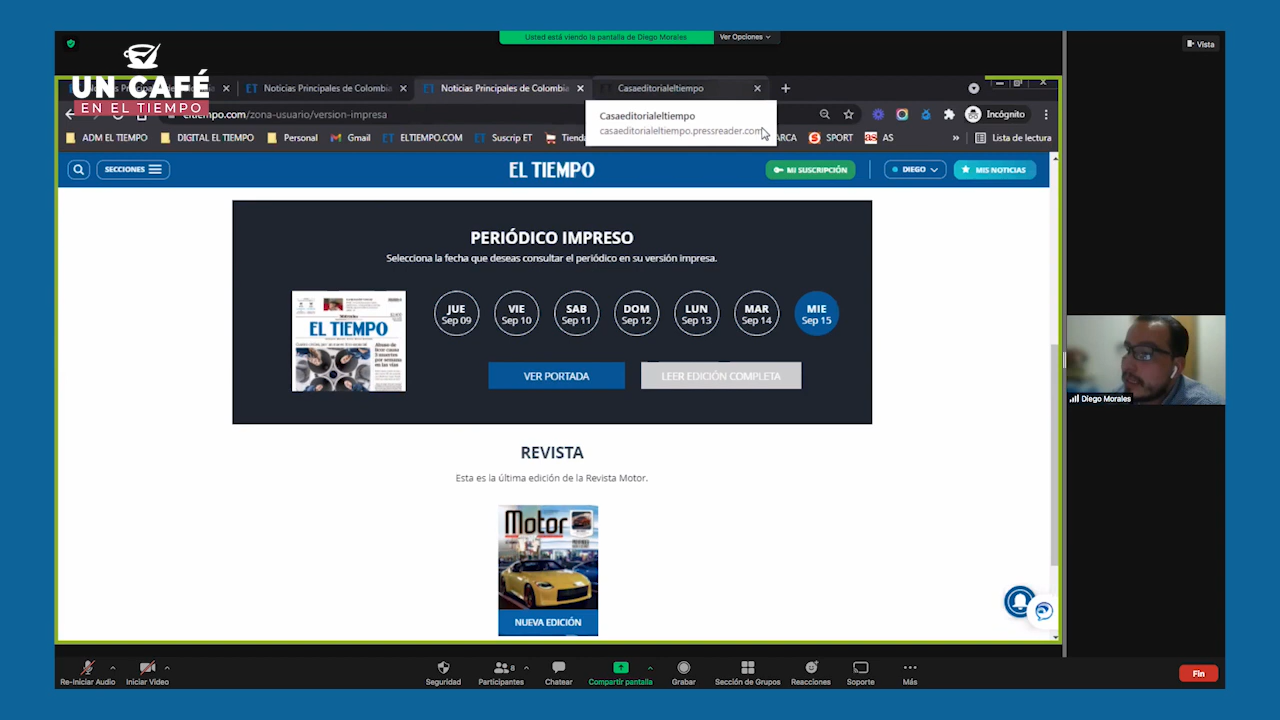 Usted está viendo la pantalla de Diego Morales
Ver Opciones
Vista
UN CAFÉ
EN EL TIEMPO
Noticias Principales de Colombia
Noticias Principales de Colombia
Casaeditorialeltiempo
eltiempo.com/zona-usuario/version-impresa
Incógnito
Casaeditorialeltiempo
casaeditorialeltiempo.pressreader.com
ADM EL TIEMPO
DIGITAL EL TIEMPO
Personal
Gmail
ELTIEMPO.COM
Suscrip ET
Tienda
ARCA
SPORT
AS
Lista de lectura
SECCIONES
EL TIEMPO
MI SUSCRIPCIÓN
DIEGO
MIS NOTICIAS
PERIÓDICO IMPRESO
Selecciona la fecha que deseas consultar el periódico en su versión impresa.
EL TIEMPO
JUE
Sep 09
VIE
Sep 10
SAB
Sep 11
DOM
Sep 12
LUN
Sep 13
MAR
Sep 14
MIE
Sep 15
VER PORTADA
LEER EDICIÓN COMPLETA
REVISTA
Esta es la última edición de la Revista Motor.
Motor
NUEVA EDICIÓN
Diego Morales
Re-Iniciar Audio
Iniciar Video
Seguridad
Participantes
8
Chatear
Compartir pantalla
Grabar
Sección de Grupos
Reacciones
Soporte
Más
Fin